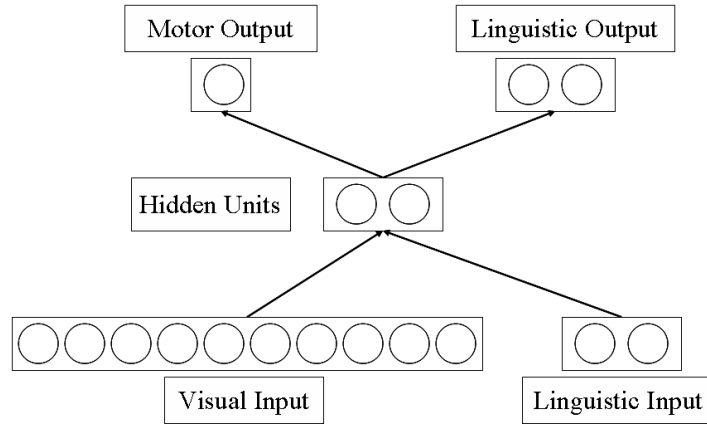 Motor Output
Linguistic Output
Hidden Units
Visual Input
Linguistic Input